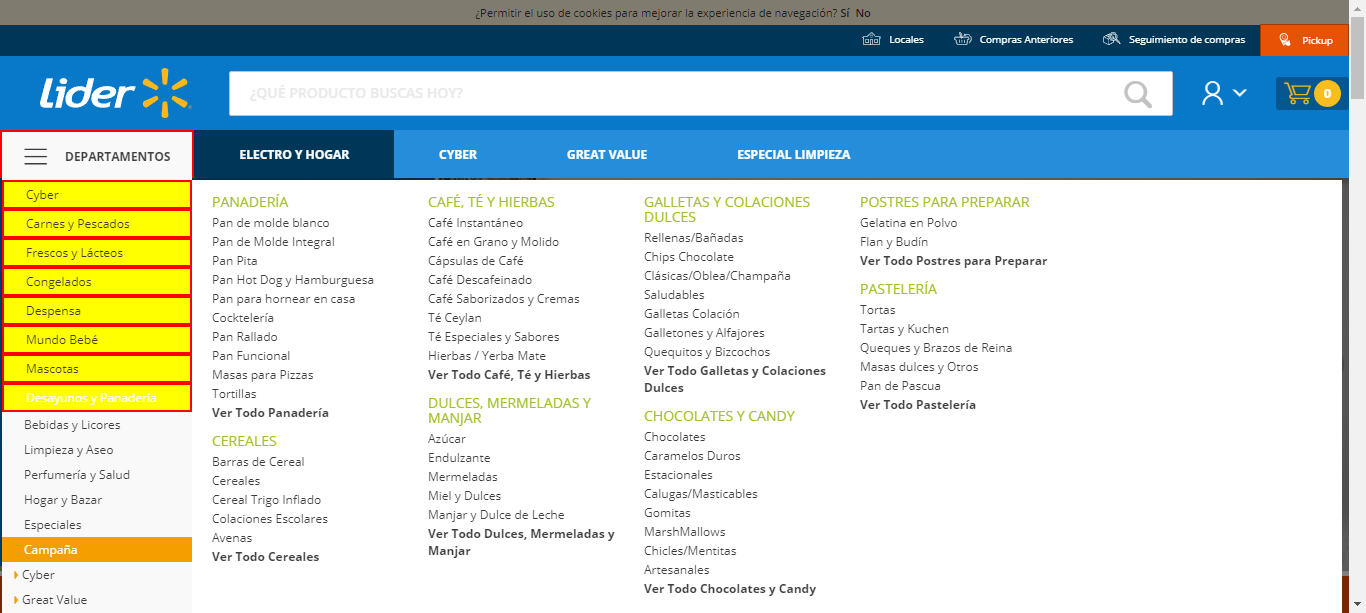 ¿Permitir el uso de cookies para mejorar la experiencia de navegación? Sí No
Locales
Compras Anteriores
Seguimiento de compras
Pickup
Lider
¿QUÉ PRODUCTO BUSCAS HOY?
0
DEPARTAMENTOS
ELECTRO Y HOGAR
CYBER
GREAT VALUE
ESPECIAL LIMPIEZA
Cyber
Carnes y Pescados
Frescos y Lácteos
Congelados
Despensa
Mundo Bebé
Mascotas
Desayunos y Panadería
Bebidas y Licores
Limpieza y Aseo
Perfumería y Salud
Hogar y Bazar
Especiales
Campaña
Cyber
Great Value
PANADERÍA
Pan de molde blanco
Pan de Molde Integral
Pan Pita
Pan Hot Dog y Hamburguesa
Pan para hornear en casa
Cocktelería
Pan Rallado
Pan Funcional
Masas para Pizzas
Tortillas
Ver Todo Panadería
CEREALES
Barras de Cereal
Cereales
Cereal Trigo Inflado
Colaciones Escolares
Avenas
Ver Todo Cereales
CAFÉ, TÉ Y HIERBAS
Café Instantáneo
Café en Grano y Molido
Cápsulas de Café
Café Descafeinado
Café Saborizados y Cremas
Té Ceylan
Té Especiales y Sabores
Hierbas / Yerba Mate
Ver Todo Café, Té y Hierbas
DULCES, MERMELADAS Y
MANJAR
Azúcar
Endulzante
Mermeladas
Miel y Dulces
Manjar y Dulce de Leche
Ver Todo Dulces, Mermeladas y
Manjar
GALLETAS Y COLACIONES
DULCES
Rellenas/Bañadas
Chips Chocolate
Clásicas/Oblea/Champaña
Saludables
Galletas Colación
Galletones y Alfajores
Quequitos y Bizcochos
Ver Todo Galletas y Colaciones
Dulces
CHOCOLATES Y CANDY
Chocolates
Caramelos Duros
Estacionales
Calugas/Masticables
Gomitas
MarshMallows
Chicles/Mentitas
Artesanales
Ver Todo Chocolates y Candy
POSTRES PARA PREPARAR
Gelatina en Polvo
Flan y Budín
Ver Todo Postres para Preparar
PASTELERÍA
Tortas
Tartas y Kuchen
Queques y Brazos de Reina
Masas dulces y Otros
Pan de Pascua
Ver Todo Pastelería